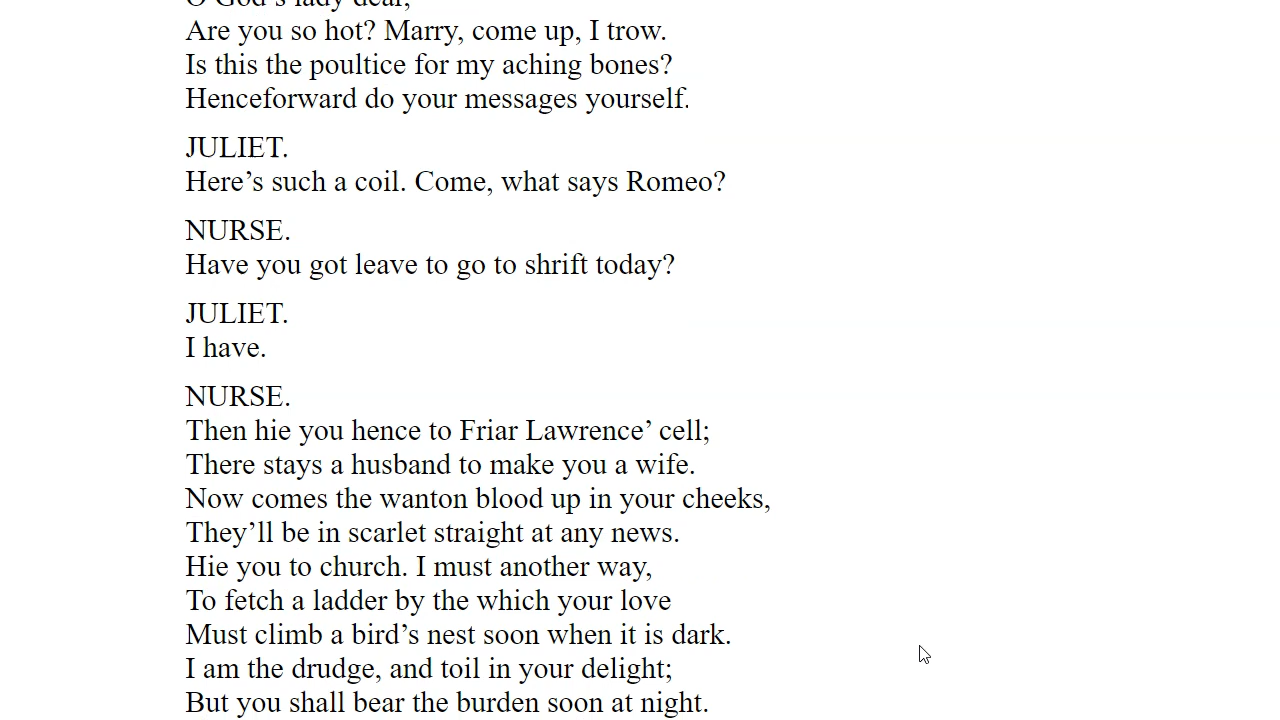 O God’s lady dear,
Are you so hot? Marry, come up, I trow.
Is this the poultice for my aching bones?
Henceforward do your messages yourself.
JULIET.
Here’s such a coil. Come, what says Romeo?
NURSE.
Have you got leave to go to shrift today?
JULIET.
I have.
NURSE.
Then hie you hence to Friar Lawrence’ cell;
There stays a husband to make you a wife.
Now comes the wanton blood up in your cheeks,
They’ll be in scarlet straight at any news.
Hie you to church. I must another way,
To fetch a ladder by the which your love
Must climb a bird’s nest soon when it is dark.
I am the drudge, and toil in your delight;
But you shall bear the burden soon at night.